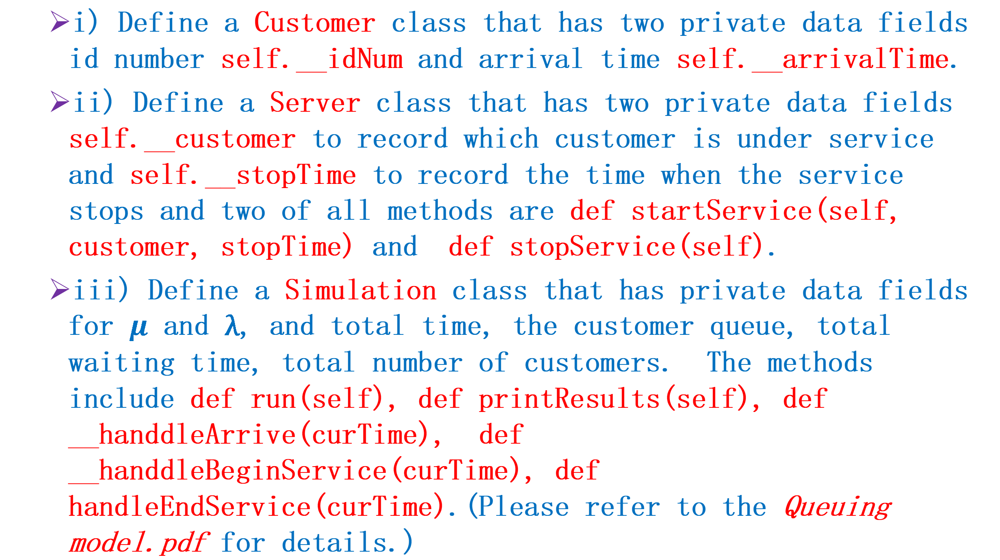 ➢i) Define a Customer class that has two private data fields
id number self.__idNum and arrival time self.__arrivalTime.
➢ii) Define a Server class that has two private data fields
self.__customer to record which customer is under service
and self.__stopTime to record the time when the service
stops and two of all methods are def startService(self,
customer, stopTime) and  def stopService(self).
➢iii) Define a Simulation class that has private data fields
for μ and λ, and total time, the customer queue, total
waiting time, total number of customers.  The methods
include def run(self), def printResults(self), def
__handdleArrive(curTime),  def
__handdleBeginService(curTime), def
handleEndService(curTime).(Please refer to the Queuing
model.pdf for details.)